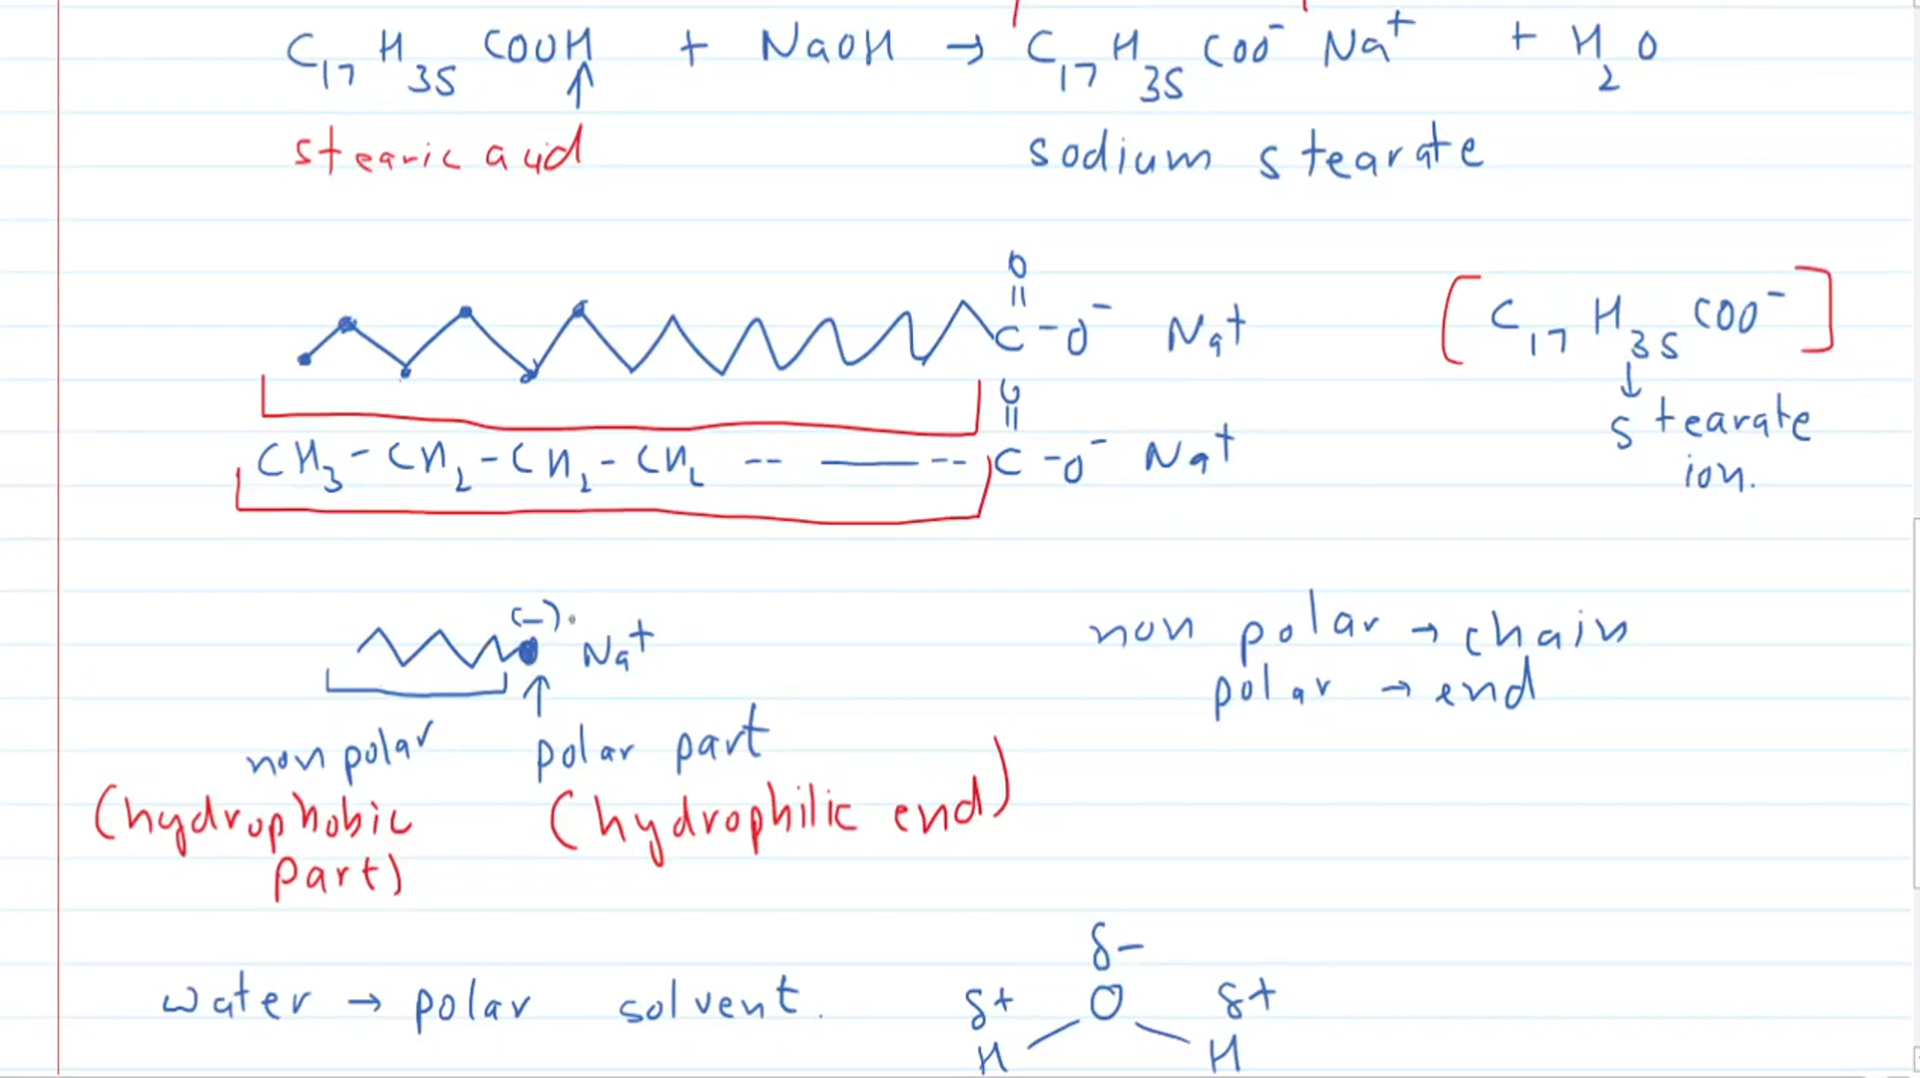 C17H35COOH + NaOH → C17H35COO⁻ Na⁺ + H2O
stearic acid sodium stearate
O
C-O⁻ Na⁺ [C17H35COO⁻]
O
CH3-CH2-CH2-CH2 -- —— -- C-O⁻ Na⁺
stearate
ion.
(-)
Na⁺
non polar → chain
polar → end
non polar polar part
(hydrophobic part) (hydrophilic end)
δ-
water → polar solvent. δ+ O δ+
H H